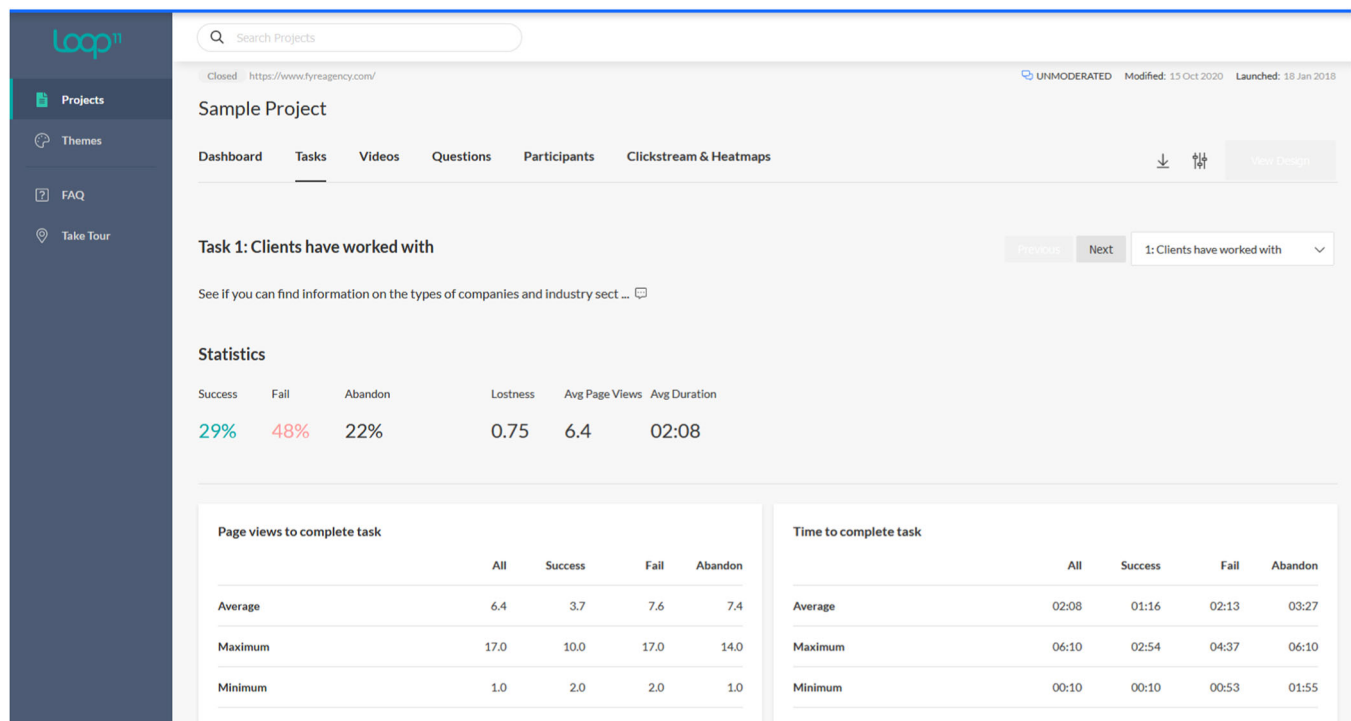 Loop11
Search Projects
Closed https://www.fyreagency.com/
UNMODERATED Modified: 15 Oct 2020 Launched: 18 Jan 2018
Projects
Sample Project
Themes
Dashboard Tasks Videos Questions Participants Clickstream & Heatmaps
View Design
FAQ
Take Tour
Task 1: Clients have worked with
Previous Next 1: Clients have worked with
See if you can find information on the types of companies and industry sect ...
Statistics
Success Fail Abandon Lostness Avg Page Views Avg Duration
29% 48% 22% 0.75 6.4 02:08
Page views to complete task
All Success Fail Abandon
Average 6.4 3.7 7.6 7.4
Maximum 17.0 10.0 17.0 14.0
Minimum 1.0 2.0 2.0 1.0
Time to complete task
All Success Fail Abandon
Average 02:08 01:16 02:13 03:27
Maximum 06:10 02:54 04:37 06:10
Minimum 00:10 00:10 00:53 01:55